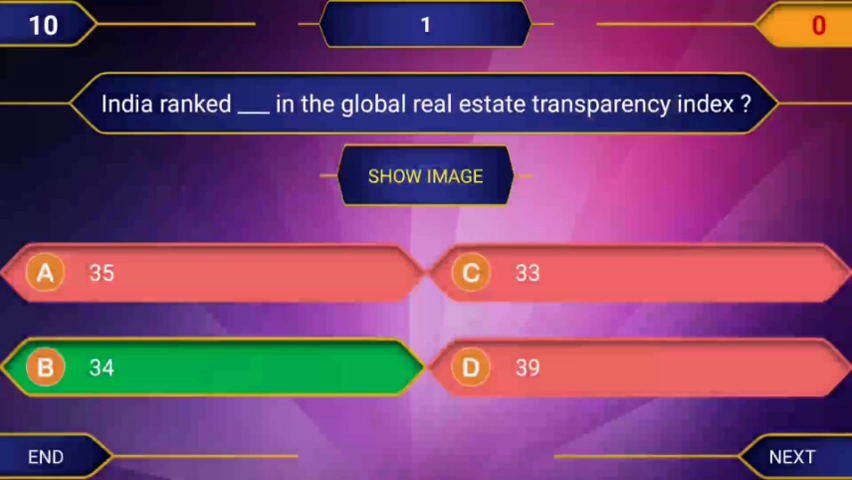 10
1
0
India ranked ___ in the global real estate transparency index ?
SHOW IMAGE
A 35
C 33
B 34
D 39
END
NEXT